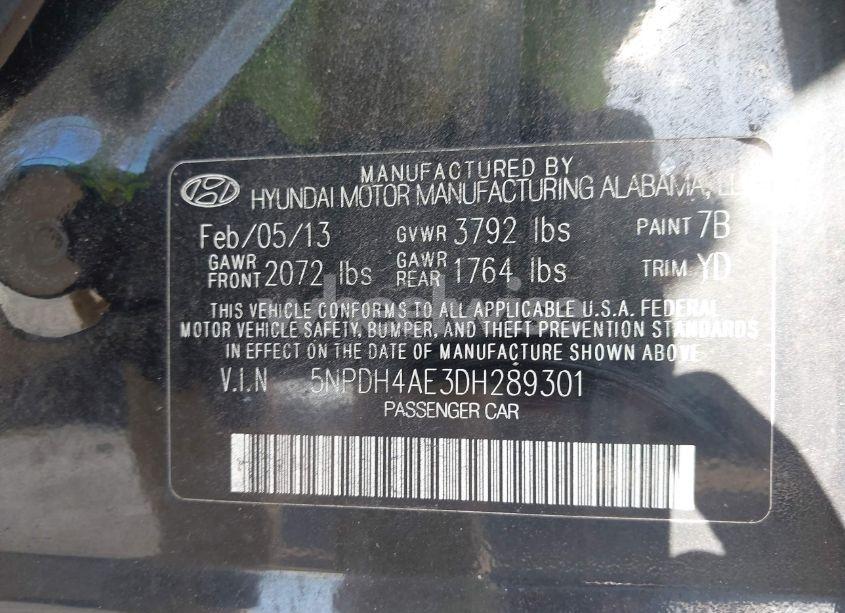 MANUFACTURED BY
HYUNDAI MOTOR MANUFACTURING ALABAMA,
Feb/05/13 GVWR 3792 lbs PAINT 7B
GAWR FRONT 2072 lbs GAWR REAR 1764 lbs TRIM YD
THIS VEHICLE CONFORMS TO ALL APPLICABLE U.S.A. FEDERAL
MOTOR VEHICLE SAFETY, BUMPER, AND THEFT PREVENTION STANDARDS
IN EFFECT ON THE DATE OF MANUFACTURE SHOWN ABOVE
V.I.N 5NPDH4AE3DH289301
PASSENGER CAR